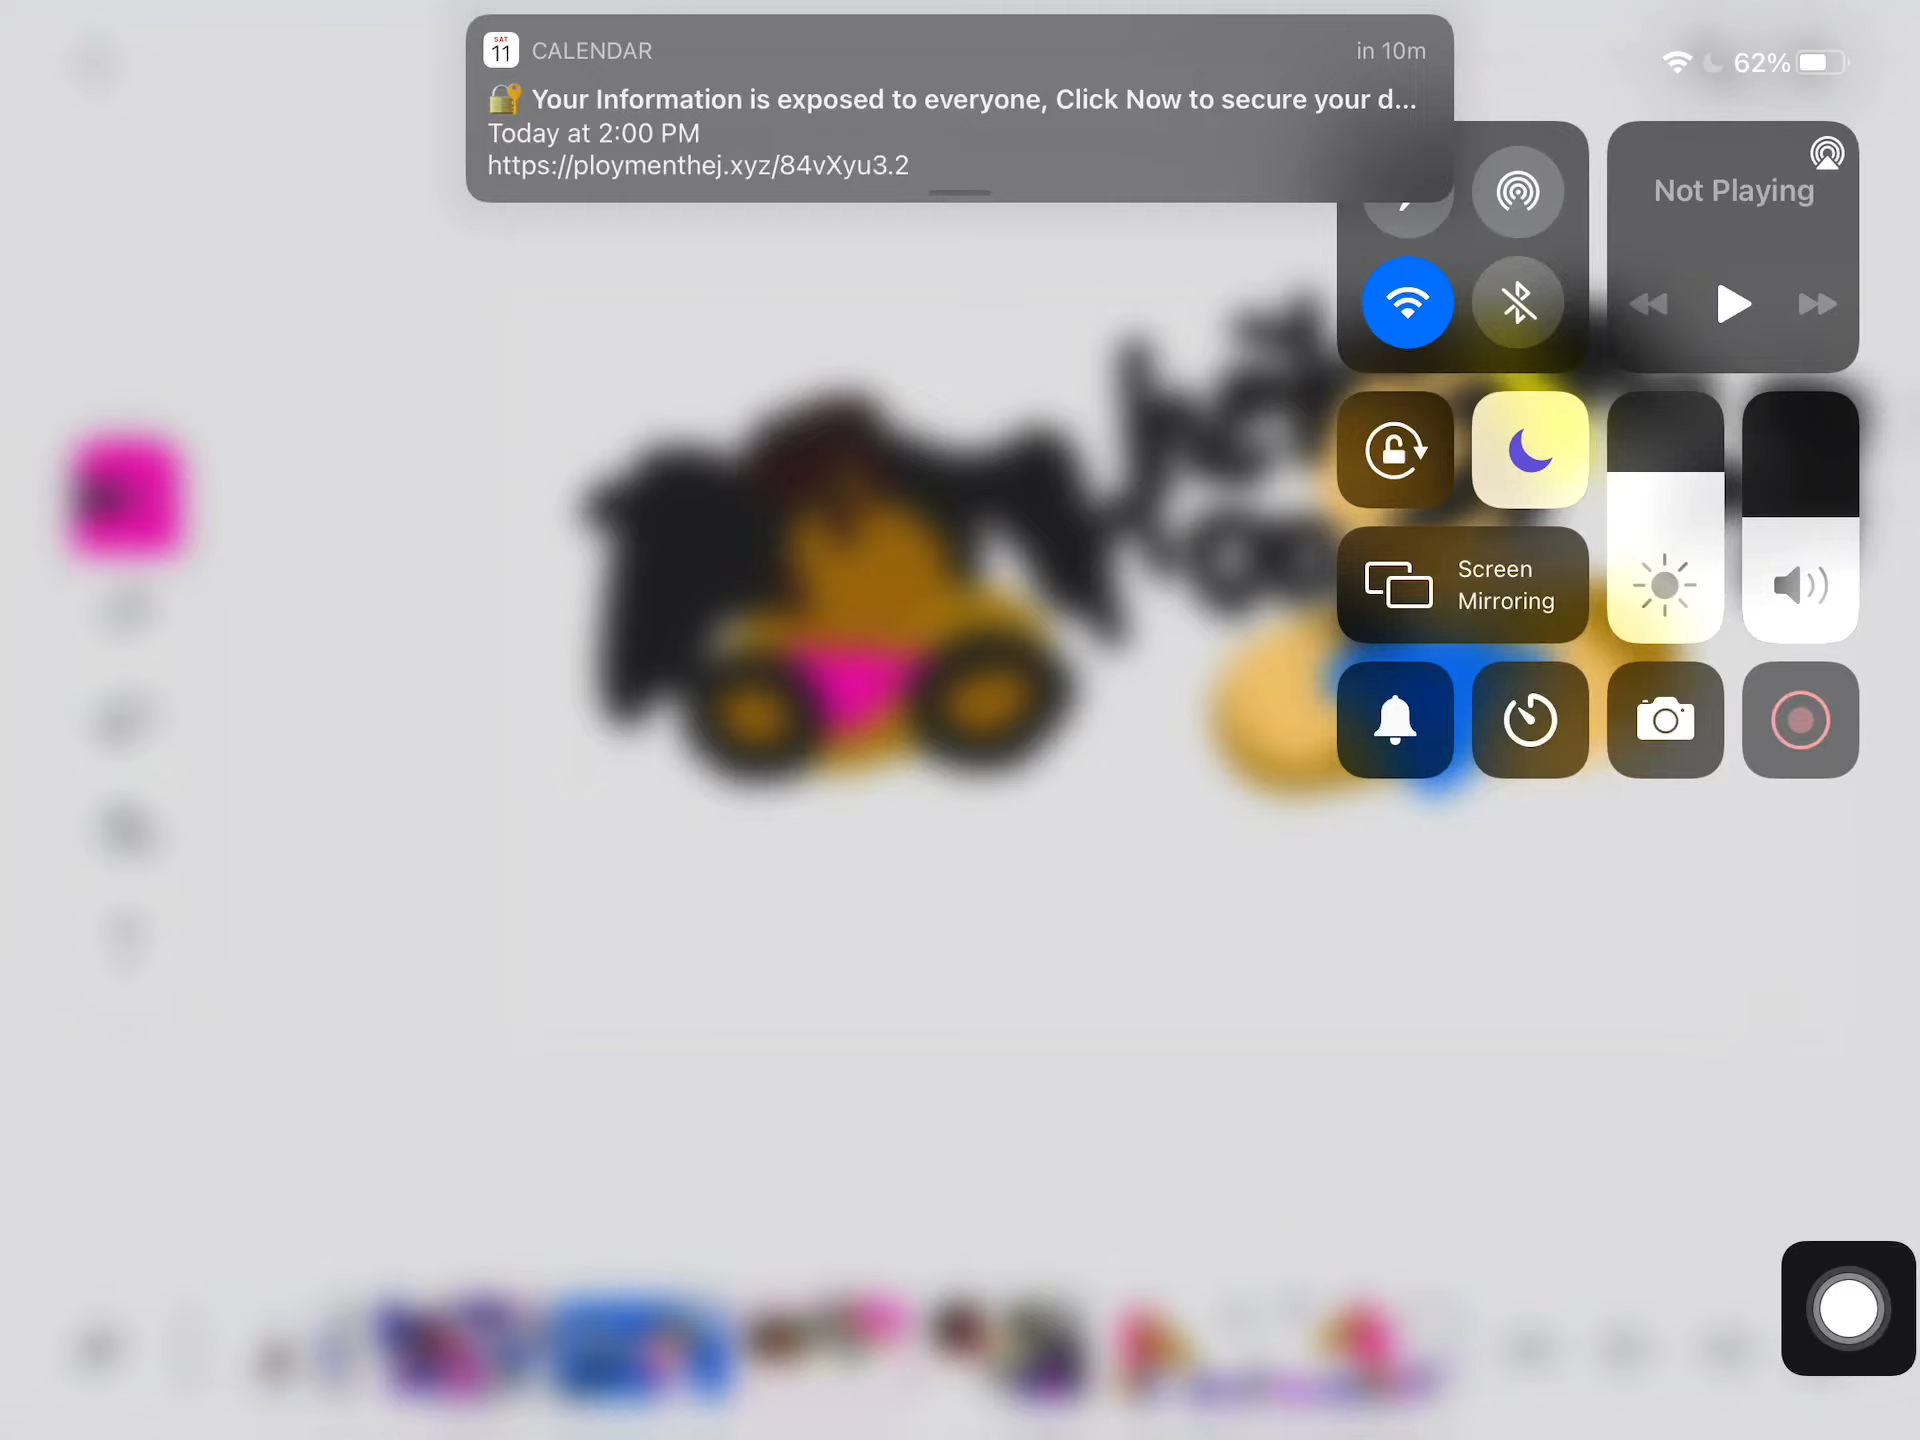 SAT
11
CALENDAR
in 10m
🔐 Your Information is exposed to everyone, Click Now to secure your d...
Today at 2:00 PM
https://ploymenthej.xyz/84vXyu3.2
62%
Not Playing
Screen
Mirroring